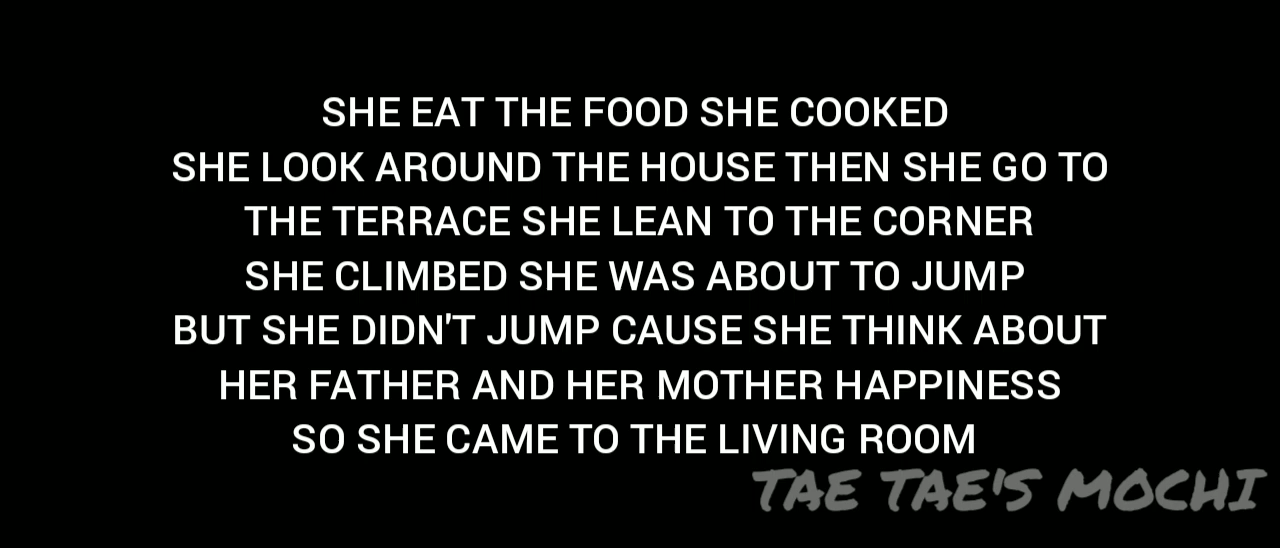 SHE EAT THE FOOD SHE COOKED
SHE LOOK AROUND THE HOUSE THEN SHE GO TO
THE TERRACE SHE LEAN TO THE CORNER
SHE CLIMBED SHE WAS ABOUT TO JUMP
BUT SHE DIDN'T JUMP CAUSE SHE THINK ABOUT
HER FATHER AND HER MOTHER HAPPINESS
SO SHE CAME TO THE LIVING ROOM
TAE TAE'S MOCHI